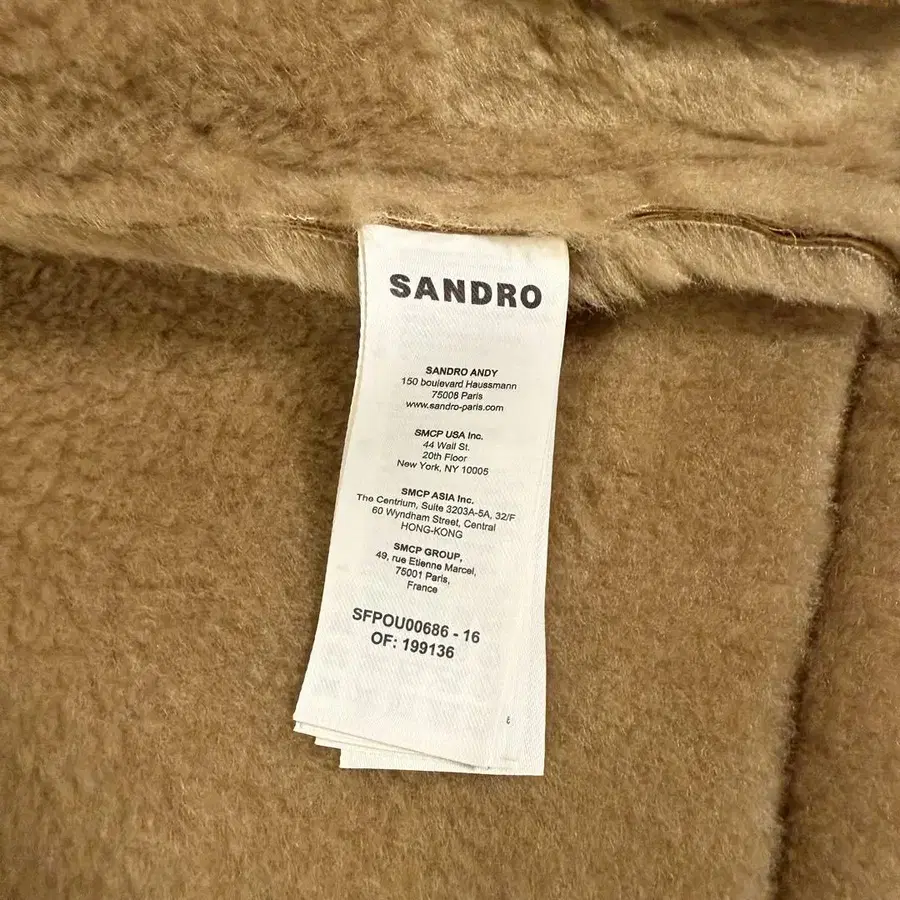 SANDRO
SANDRO ANDY
150 boulevard Haussmann
75008 Paris
www.sandro-paris.com
SMCP USA Inc.
44 Wall St.
20th Floor
New York, NY 10005
SMCP ASIA Inc.
The Centrium, Suite 3203A-5A, 32/F
60 Wyndham Street, Central
HONG-KONG
SMCP GROUP,
49, rue Etienne Marcel,
75001 Paris,
France
SFPOU00686 - 16
OF: 199136